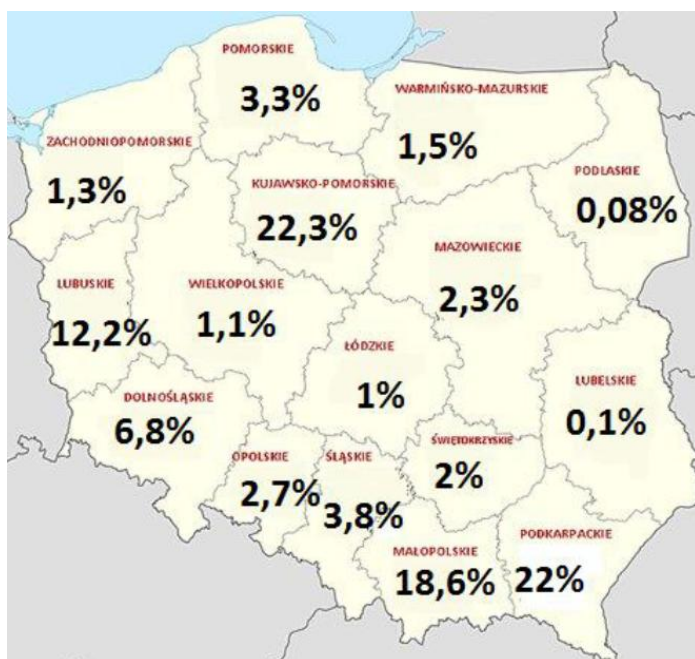 POMORSKIE
3,3%
WARMIŃSKO-MAZURSKIE
1,5%
ZACHODNIOPOMORSKIE
1,3%
KUJAWSKO-POMORSKIE
22,3%
PODLASKIE
0,08%
MAZOWIECKIE
2,3%
LUBUSKIE
12,2%
WIELKOPOLSKIE
1,1%
ŁÓDZKIE
1%
LUBELSKIE
0,1%
DOLNOŚLĄSKIE
6,8%
OPOLSKIE
2,7%
ŚLĄSKIE
3,8%
ŚWIĘTOKRZYSKIE
2%
MAŁOPOLSKIE
18,6%
PODKARPACKIE
22%